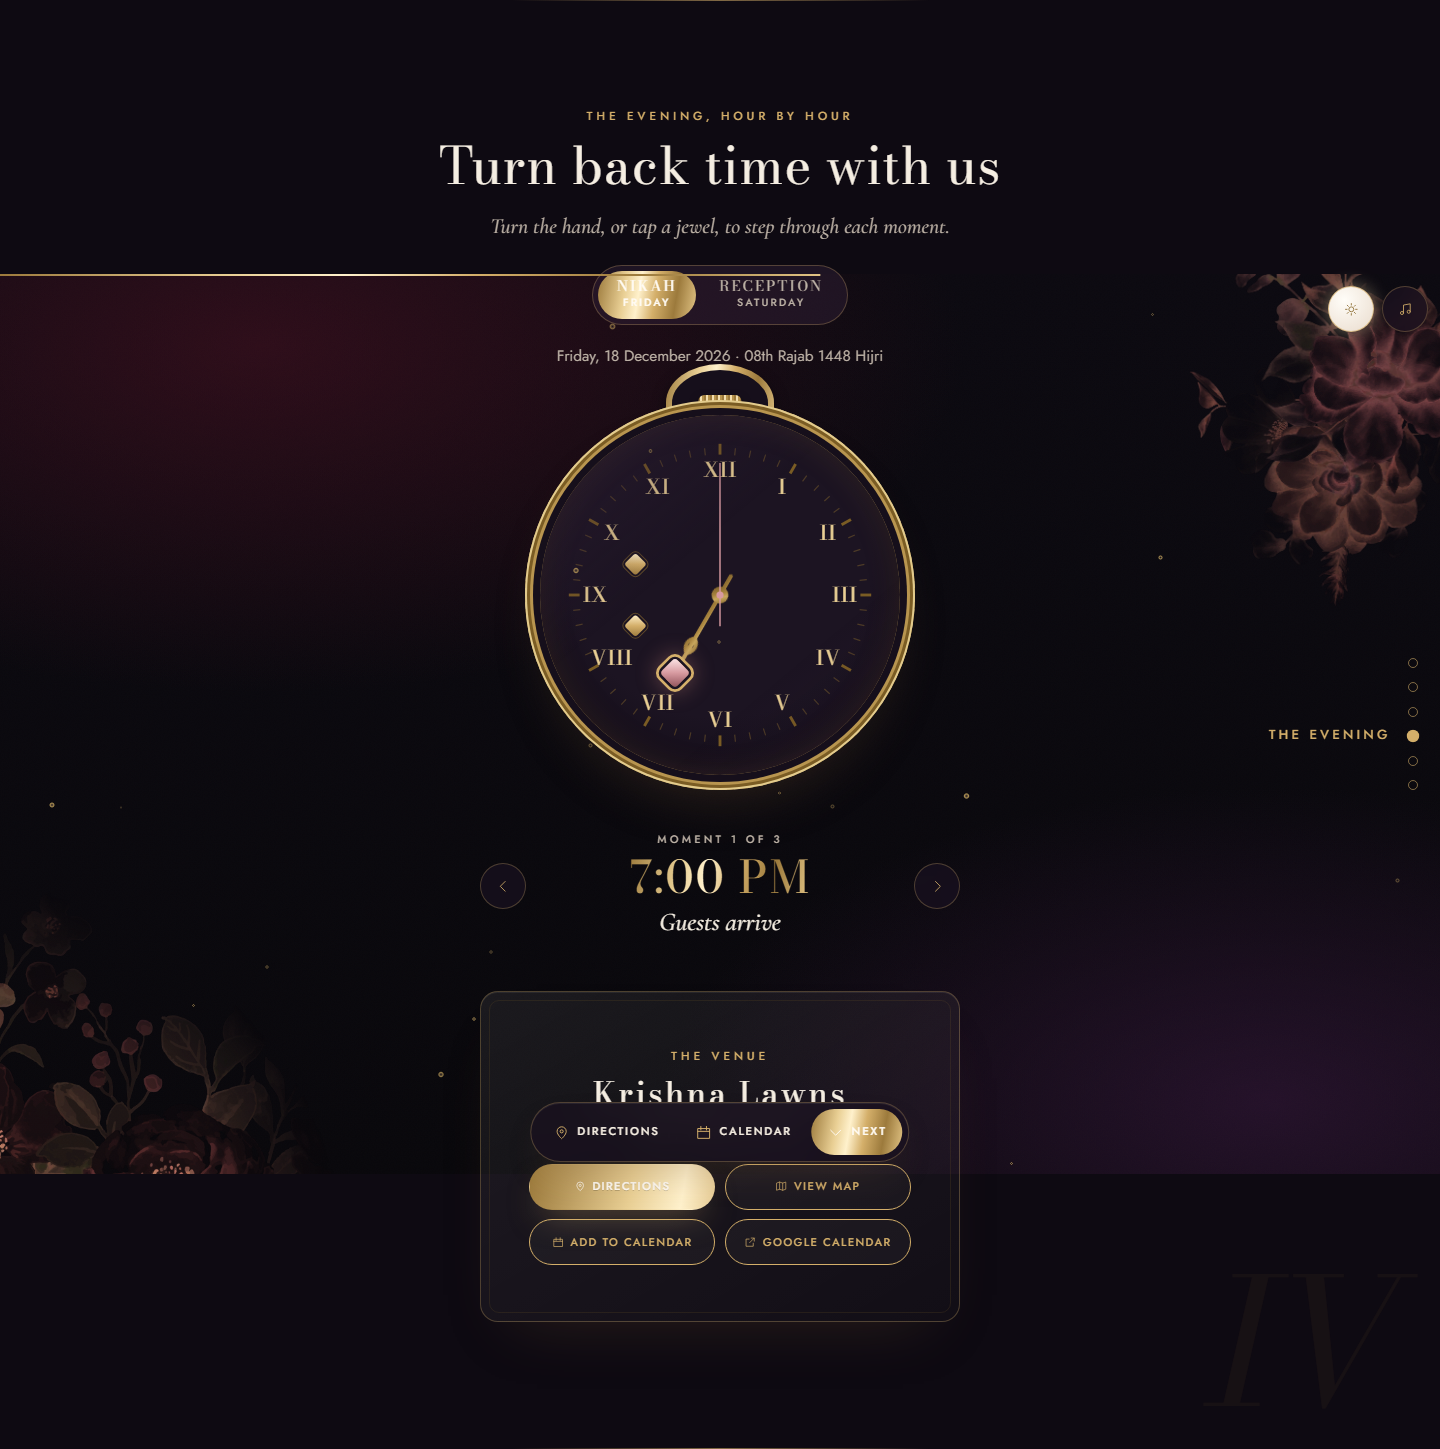 THE EVENING, HOUR BY HOUR
Turn back time with us
Turn the hand, or tap a jewel, to step through each moment.
NIKAH
FRIDAY
RECEPTION
SATURDAY
Friday, 18 December 2026 · 08th Rajab 1448 Hijri
XII
I
II
III
IV
V
VI
VII
VIII
IX
X
XI
THE EVENING
MOMENT 1 OF 3
7:00 PM
Guests arrive
THE VENUE
Krishna Lawns
DIRECTIONS
CALENDAR
NEXT
DIRECTIONS
VIEW MAP
ADD TO CALENDAR
GOOGLE CALENDAR
IV